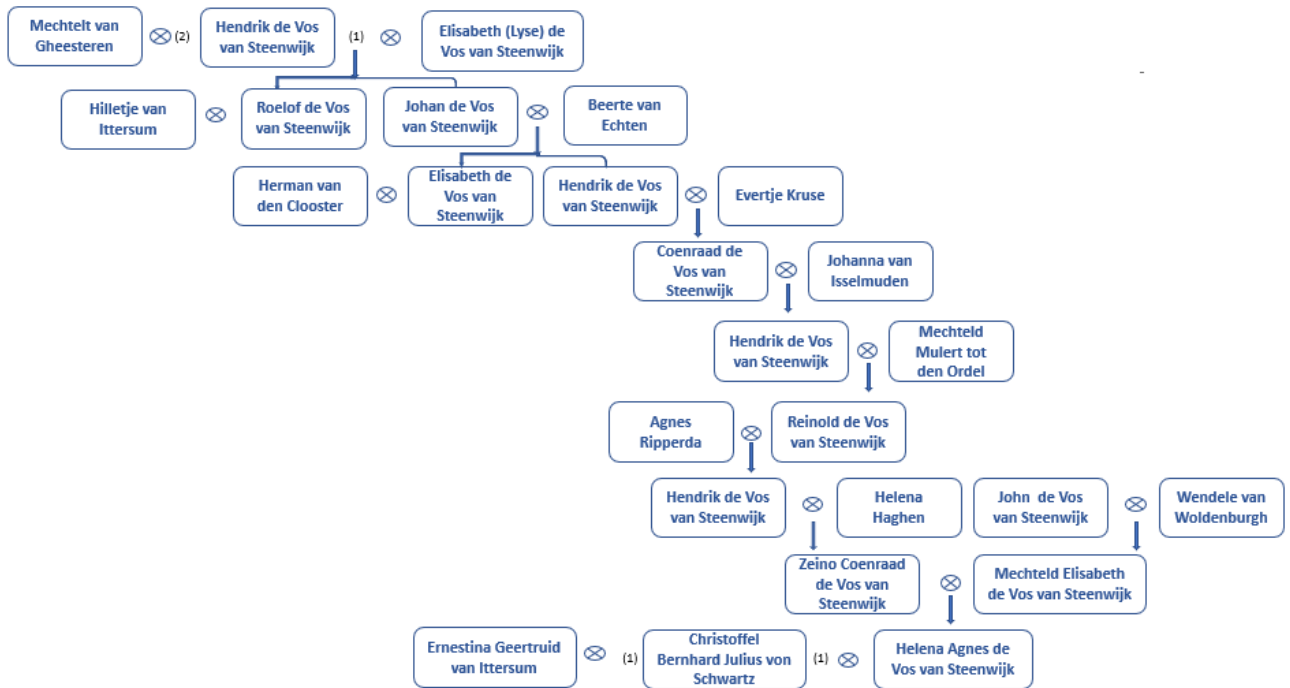 Mechtelt van
Gheesteren
(2)
Hendrik de Vos
van Steenwijk
(1)
Elisabeth (Lyse) de
Vos van Steenwijk
Hilletje van
Ittersum
Roelof de Vos
van Steenwijk
Johan de Vos
van Steenwijk
Beerte van
Echten
Herman van
den Clooster
Elisabeth de
Vos van
Steenwijk
Hendrik de Vos
van Steenwijk
Evertje Kruse
Coenraad de
Vos van
Steenwijk
Johanna van
Isselmuden
Hendrik de Vos
van Steenwijk
Mechteld
Mulert tot
den Ordel
Agnes
Ripperda
Reinold de Vos
van Steenwijk
Hendrik de Vos
van Steenwijk
Helena
Haghen
John de Vos
van Steenwijk
Wendele van
Woldenburgh
Zeino Coenraad
de Vos van
Steenwijk
Mechteld Elisabeth
de Vos van Steenwijk
Ernestina Geertruid
van Ittersum
(1)
Christoffel
Bernhard Julius von
Schwartz
(1)
Helena Agnes de
Vos van Steenwijk